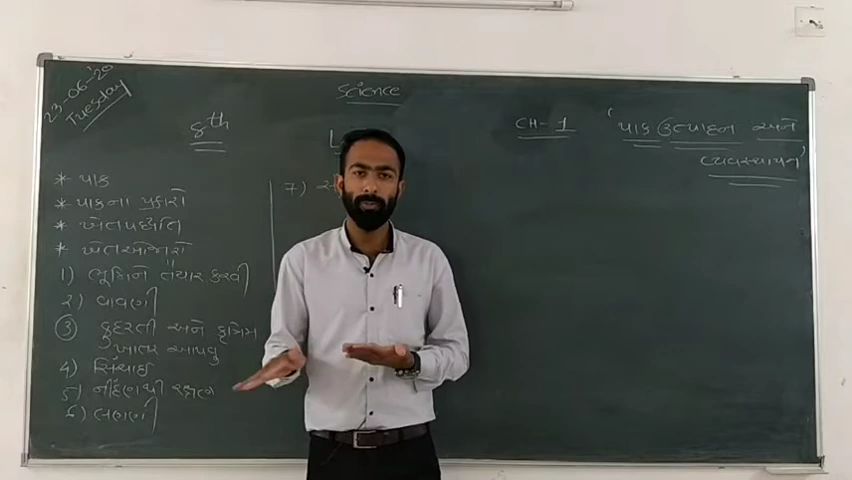 23-06-'20
Tuesday
Science
8th
CH-1 'પાક ઉત્પાદન અને
વ્યવસ્થાપન'
* પાક
* પાકના પ્રકારો
* ખેતપદ્ધતિ
* ખેતઓજારો
1) ભૂમિને તૈયાર કરવી
2) વાવણી
3 કુદરતી અને કૃત્રિમ
ખાતર આપવુ
4) સિંચાઈ
5) નીંદણથી રક્ષણ
6) લણણી
7)